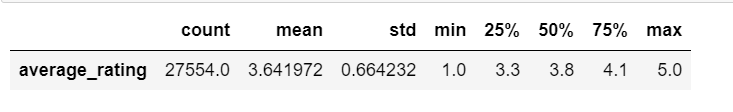 count mean std min 25% 50% 75% max
average_rating 27554.0 3.641972 0.664232 1.0 3.3 3.8 4.1 5.0